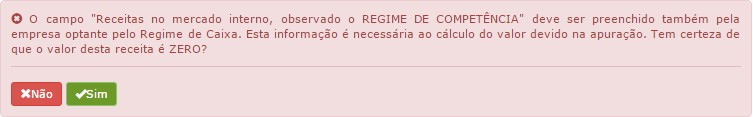 O campo "Receitas no mercado interno, observado o REGIME DE COMPETÊNCIA" deve ser preenchido também pela
empresa optante pelo Regime de Caixa. Esta informação é necessária ao cálculo do valor devido na apuração. Tem certeza de
que o valor desta receita é ZERO?
Não Sim